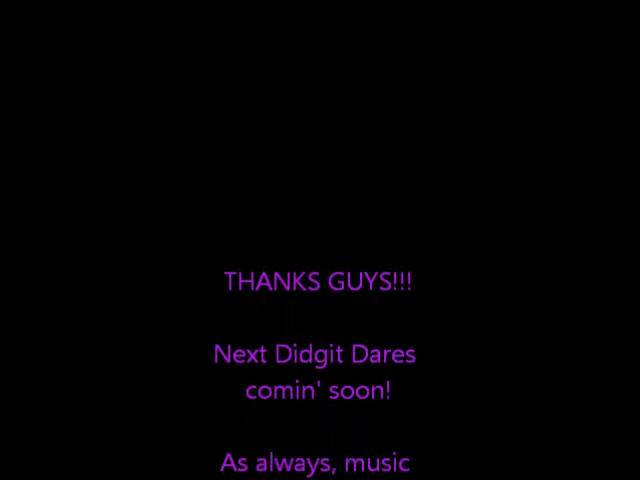 THANKS GUYS!!!
Next Didgit Dares
comin' soon!
As always, music